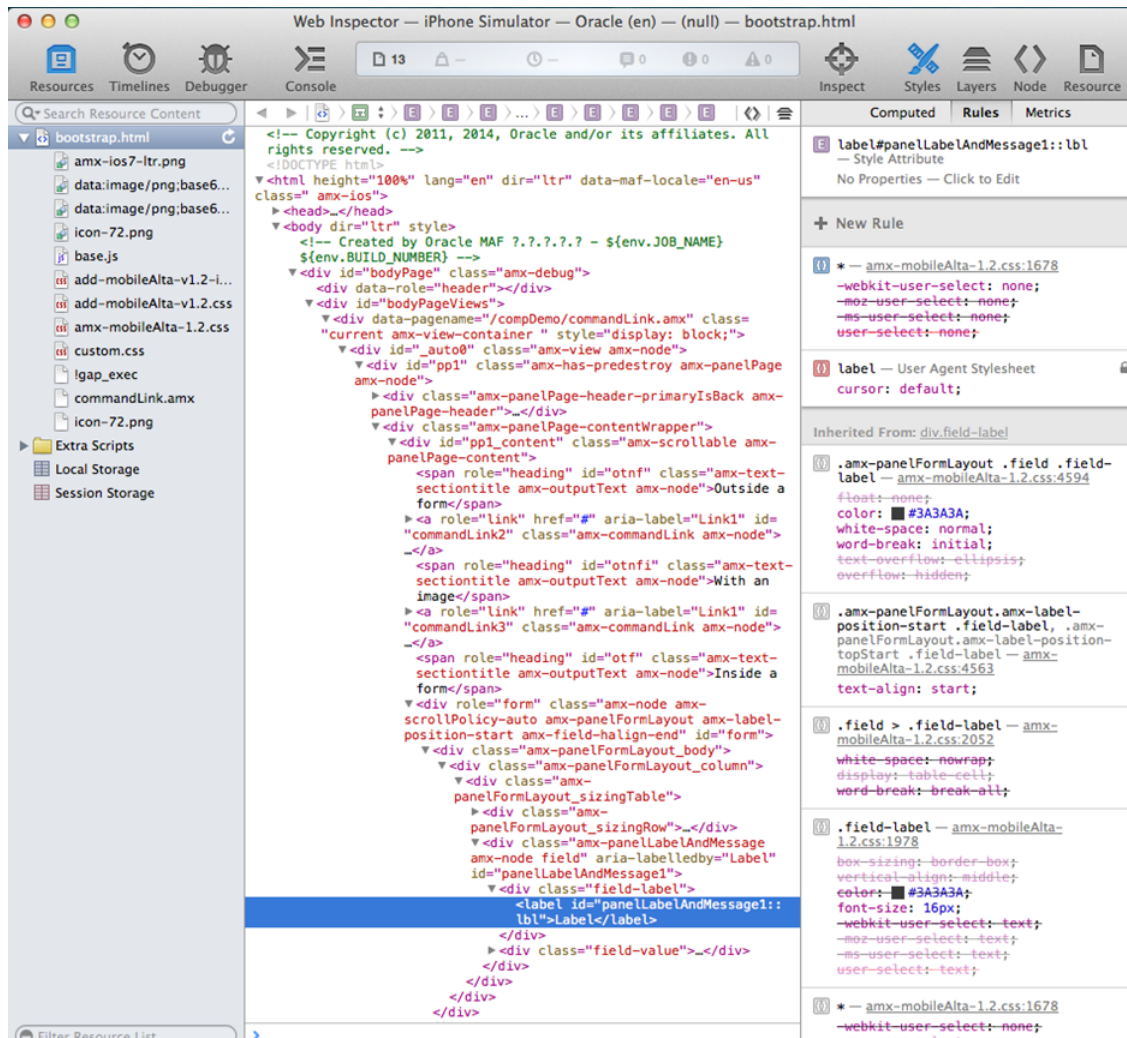 Web Inspector — iPhone Simulator — Oracle (en) — (null) — bootstrap.html
Resources Timelines Debugger Console 13 — — 0 0 0 Inspect Styles Layers Node Resource
Search Resource Content
bootstrap.html
amx-ios7-ltr.png
data:image/png;base6...
data:image/png;base6...
icon-72.png
base.js
add-mobileAlta-v1.2-i...
add-mobileAlta-v1.2.css
amx-mobileAlta-1.2.css
custom.css
!gap_exec
commandLink.amx
icon-72.png
Extra Scripts
Local Storage
Session Storage
Filter Resource List
E E E ... E E E E E
<!-- Copyright (c) 2011, 2014, Oracle and/or its affiliates. All
rights reserved. -->
<!DOCTYPE html>
<html height="100%" lang="en" dir="ltr" data-maf-locale="en-us"
class=" amx-ios">
<head>…</head>
<body dir="ltr" style>
<!-- Created by Oracle MAF ?.?.?.?.? - ${env.JOB_NAME}
${env.BUILD_NUMBER} -->
<div id="bodyPage" class="amx-debug">
<div data-role="header"></div>
<div id="bodyPageViews">
<div data-pagename="/compDemo/commandLink.amx" class=
"current amx-view-container " style="display: block;">
<div id="_auto0" class="amx-view amx-node">
<div id="pp1" class="amx-has-predestroy amx-panelPage
amx-node">
<div class="amx-panelPage-header-primaryIsBack amx-
panelPage-header">…</div>
<div class="amx-panelPage-contentWrapper">
<div id="pp1_content" class="amx-scrollable amx-
panelPage-content">
<span role="heading" id="otnf" class="amx-text-
sectiontitle amx-outputText amx-node">Outside a
form</span>
<a role="link" href="#" aria-label="Link1" id=
"commandLink2" class="amx-commandLink amx-node">
…</a>
<span role="heading" id="otnfi" class="amx-text-
sectiontitle amx-outputText amx-node">With an
image</span>
<a role="link" href="#" aria-label="Link1" id=
"commandLink3" class="amx-commandLink amx-node">
…</a>
<span role="heading" id="otf" class="amx-text-
sectiontitle amx-outputText amx-node">Inside a
form</span>
<div role="form" class="amx-node amx-
scrollPolicy-auto amx-panelFormLayout amx-label-
position-start amx-field-halign-end" id="form">
<div class="amx-panelFormLayout_body">
<div class="amx-panelFormLayout_column">
<div class="amx-
panelFormLayout_sizingTable">
<div class="amx-
panelFormLayout_sizingRow">…</div>
<div class="amx-panelLabelAndMessage
amx-node field" aria-labelledby="Label"
id="panelLabelAndMessage1">
<div class="field-label">
<label id="panelLabelAndMessage1::
lbl">Label</label>
</div>
<div class="field-value">…</div>
</div>
</div>
</div>
</div>
Computed Rules Metrics
E label#panelLabelAndMessage1::lbl
— Style Attribute
No Properties — Click to Edit
+ New Rule
* — amx-mobileAlta-1.2.css:1678
-webkit-user-select: none;
-moz-user-select: none;
-ms-user-select: none;
user-select: none;
label — User Agent Stylesheet
cursor: default;
Inherited From: div.field-label
.amx-panelFormLayout .field .field-
label — amx-mobileAlta-1.2.css:4594
float: none;
color: #3A3A3A;
white-space: normal;
word-break: initial;
text-overflow: ellipsis;
overflow: hidden;
.amx-panelFormLayout.amx-label-
position-start .field-label, .amx-
panelFormLayout.amx-label-position-
topStart .field-label — amx-
mobileAlta-1.2.css:4563
text-align: start;
.field > .field-label — amx-
mobileAlta-1.2.css:2052
white-space: nowrap;
display: table-cell;
word-break: break-all;
.field-label — amx-mobileAlta-
1.2.css:1978
box-sizing: border-box;
vertical-align: middle;
color: #3A3A3A;
font-size: 16px;
-webkit-user-select: text;
-moz-user-select: text;
-ms-user-select: text;
user-select: text;
* — amx-mobileAlta-1.2.css:1678
-webkit-user-select: none;